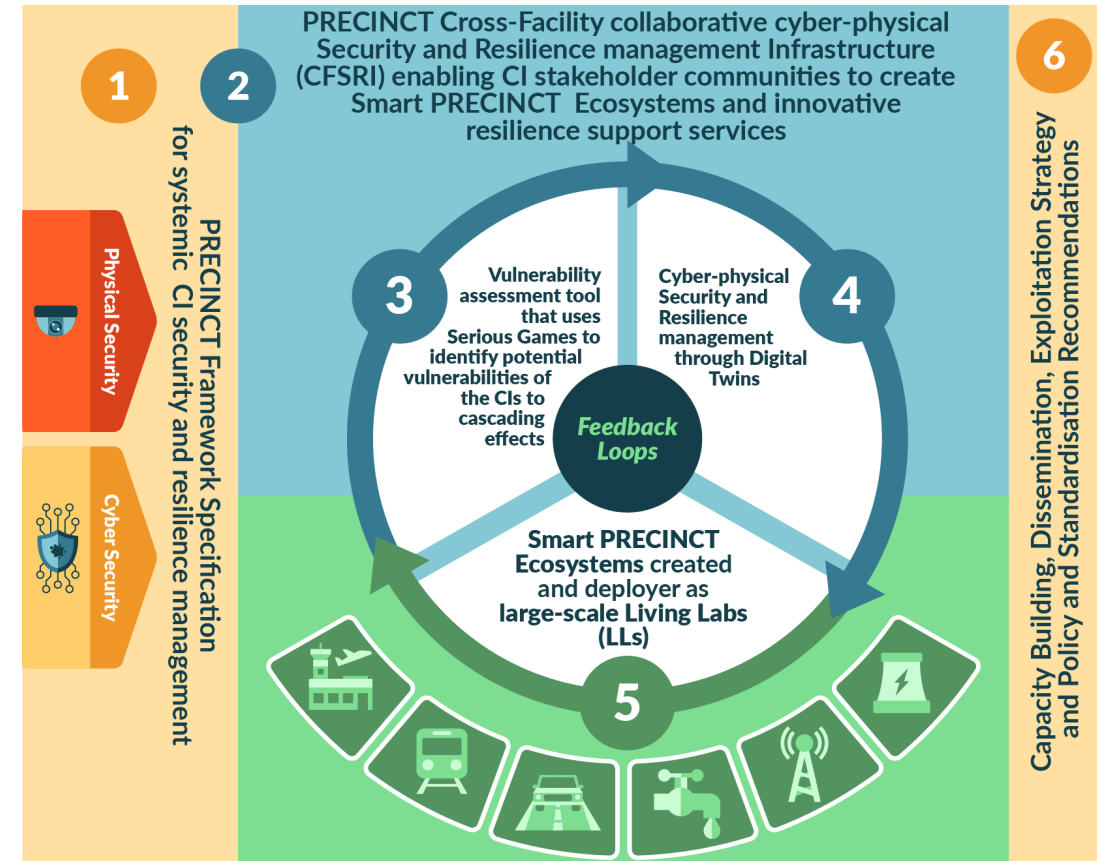 1
PRECINCT Framework Specification
for systemic CI security and resilience management
Physical Security
Cyber Security
2
PRECINCT Cross-Facility collaborative cyber-physical
Security and Resilience management Infrastructure
(CFSRI) enabling CI stakeholder communities to create
Smart PRECINCT Ecosystems and innovative
resilience support services
3
Vulnerability
assessment tool
that uses
Serious Games to
identify potential
vulnerabilities of
the CIs to
cascading
effects
4
Cyber-physical
Security and
Resilience
management
through Digital
Twins
Feedback
Loops
Smart PRECINCT
Ecosystems created
and deployer as
large-scale Living Labs
(LLs)
5
6
Capacity Building, Dissemination, Exploitation Strategy
and Policy and Standardisation Recommendations